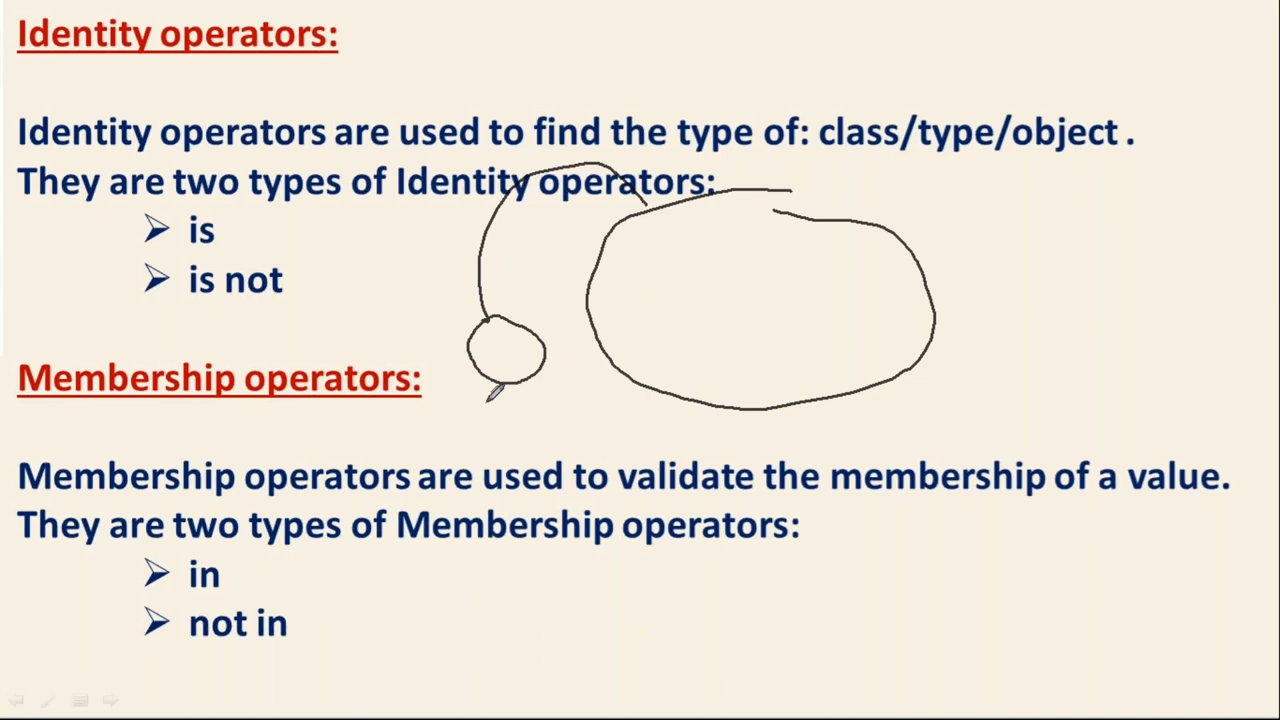 Identity operators:
Identity operators are used to find the type of: class/type/object .
They are two types of Identity operators:
is
is not
Membership operators:
Membership operators are used to validate the membership of a value.
They are two types of Membership operators:
in
not in